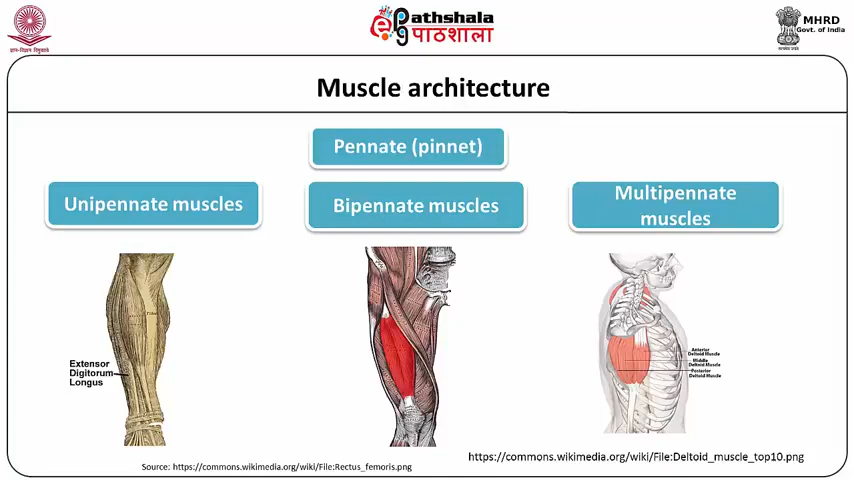 ePathshala
पाठशाला
MHRD
Govt. of India
Muscle architecture
Pennate (pinnet)
Unipennate muscles
Bipennate muscles
Multipennate
muscles
Extensor
Digitorum
Longus
Anterior
Deltoid Muscle
Middle
Deltoid Muscle
Posterior
Deltoid Muscle
https://commons.wikimedia.org/wiki/File:Deltoid_muscle_top10.png
Source: https://commons.wikimedia.org/wiki/File:Rectus_femoris.png